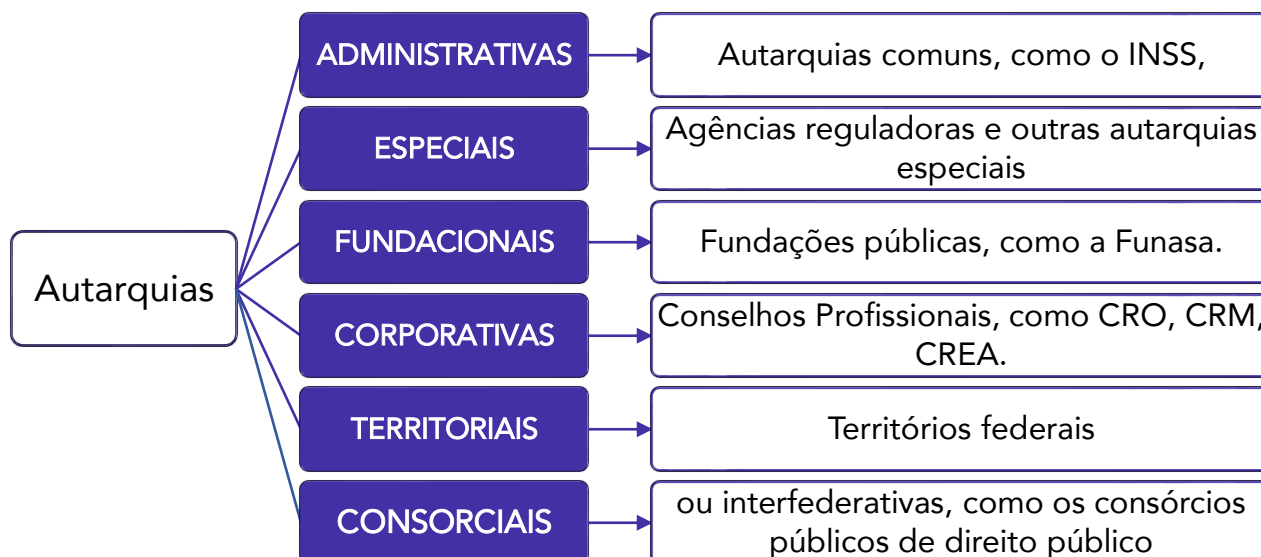 Autarquias
ADMINISTRATIVAS
Autarquias comuns, como o INSS,
ESPECIAIS
Agências reguladoras e outras autarquias
especiais
FUNDACIONAIS
Fundações públicas, como a Funasa.
CORPORATIVAS
Conselhos Profissionais, como CRO, CRM,
CREA.
TERRITORIAIS
Territórios federais
CONSORCIAIS
ou interfederativas, como os consórcios
públicos de direito público